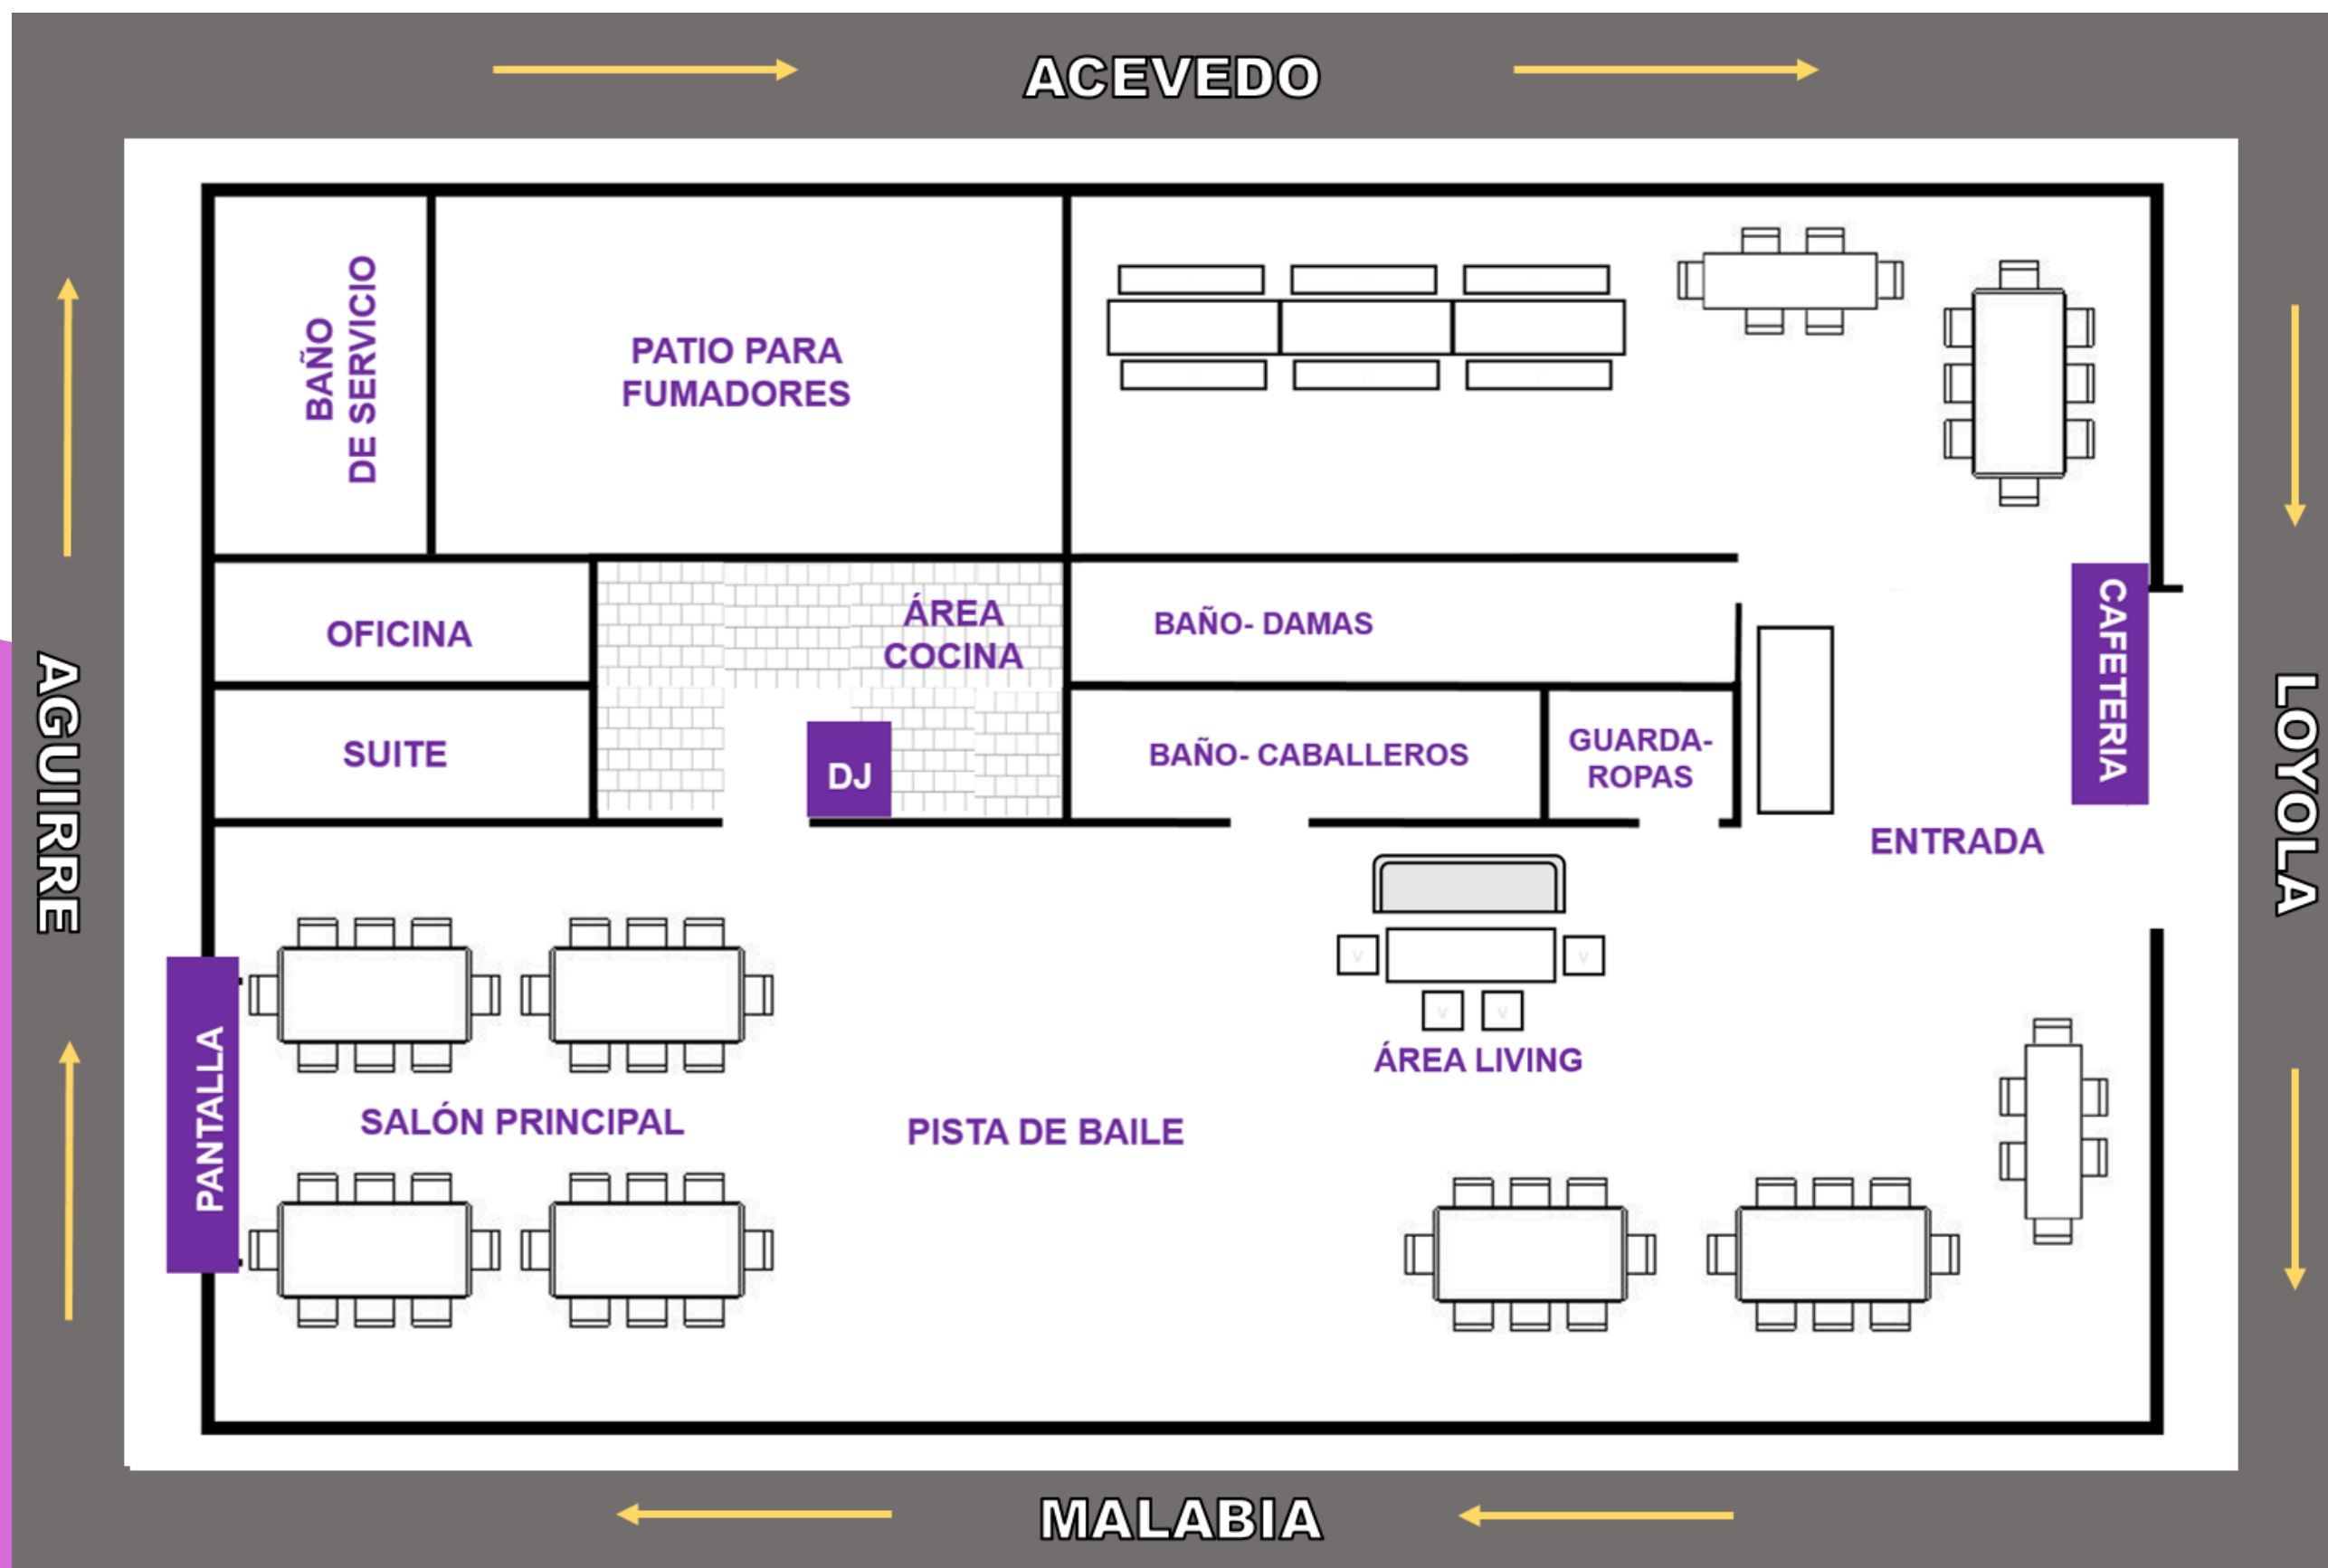 ACEVEDO
BAÑO
DE SERVICIO
PATIO PARA
FUMADORES
OFICINA
ÁREA
COCINA
BAÑO- DAMAS
CAFETERIA
AGUIRRE
LOYOLA
SUITE
DJ
BAÑO- CABALLEROS
GUARDA-
ROPAS
ENTRADA
V
V
V
V
ÁREA LIVING
PANTALLA
SALÓN PRINCIPAL
PISTA DE BAILE
MALABIA